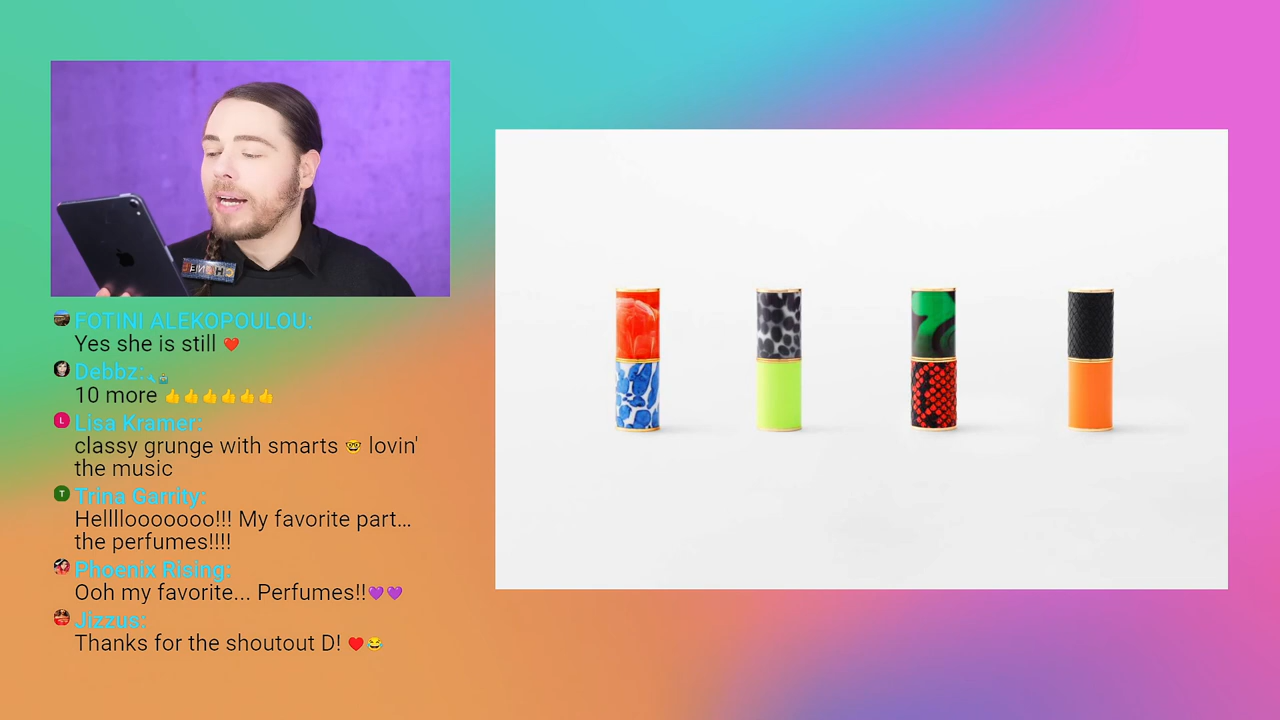 FOTINI ALEKOPOULOU:
Yes she is still ❤️
Debbz:
10 more 👍👍👍👍👍👍
L
Lisa Kramer:
classy grunge with smarts 🤓 lovin'
the music
T
Trina Garrity:
Hellllooooooo!!! My favorite part...
the perfumes!!!!
Phoenix Rising:
Ooh my favorite... Perfumes!!💜💜
Jizzus:
Thanks for the shoutout D! ❤️😂